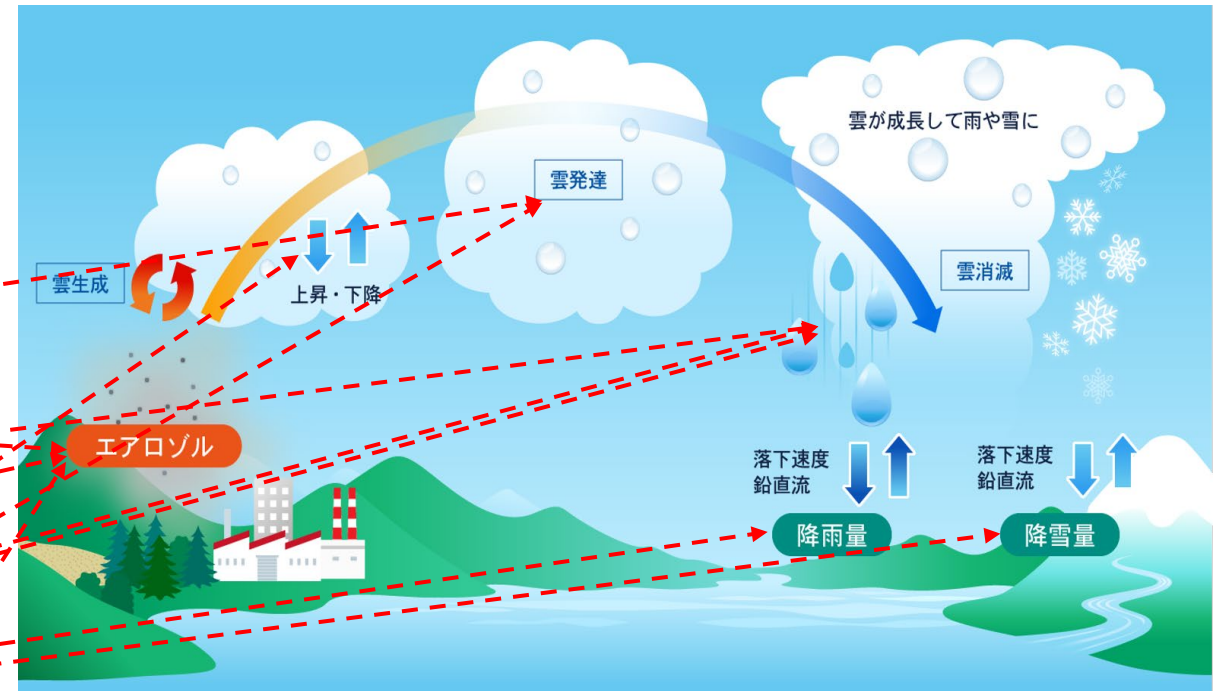 雲が成長して雨や雪に
雲発達
雲生成
上昇・下降
雲消滅
エアロゾル
落下速度
鉛直流
落下速度
鉛直流
降雨量
降雪量